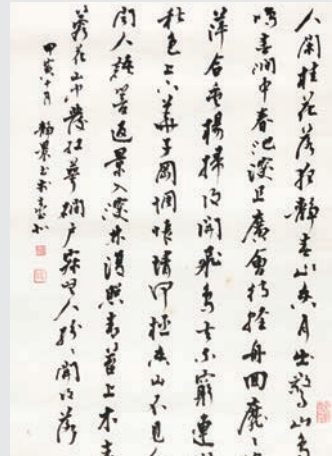 人閑桂花落夜靜春山空月出驚山鳥
時鳴春澗中春池深且廣會待輕舟回靡靡
萍合垂楊掃復開飛鳥去不窮連
秋色上下華子岡惆悵情何極空山不見
聞人語響返景入深林復照青苔上木末
芙蓉花山中發紅萼澗戶寂無人紛紛開且落
甲寅十月